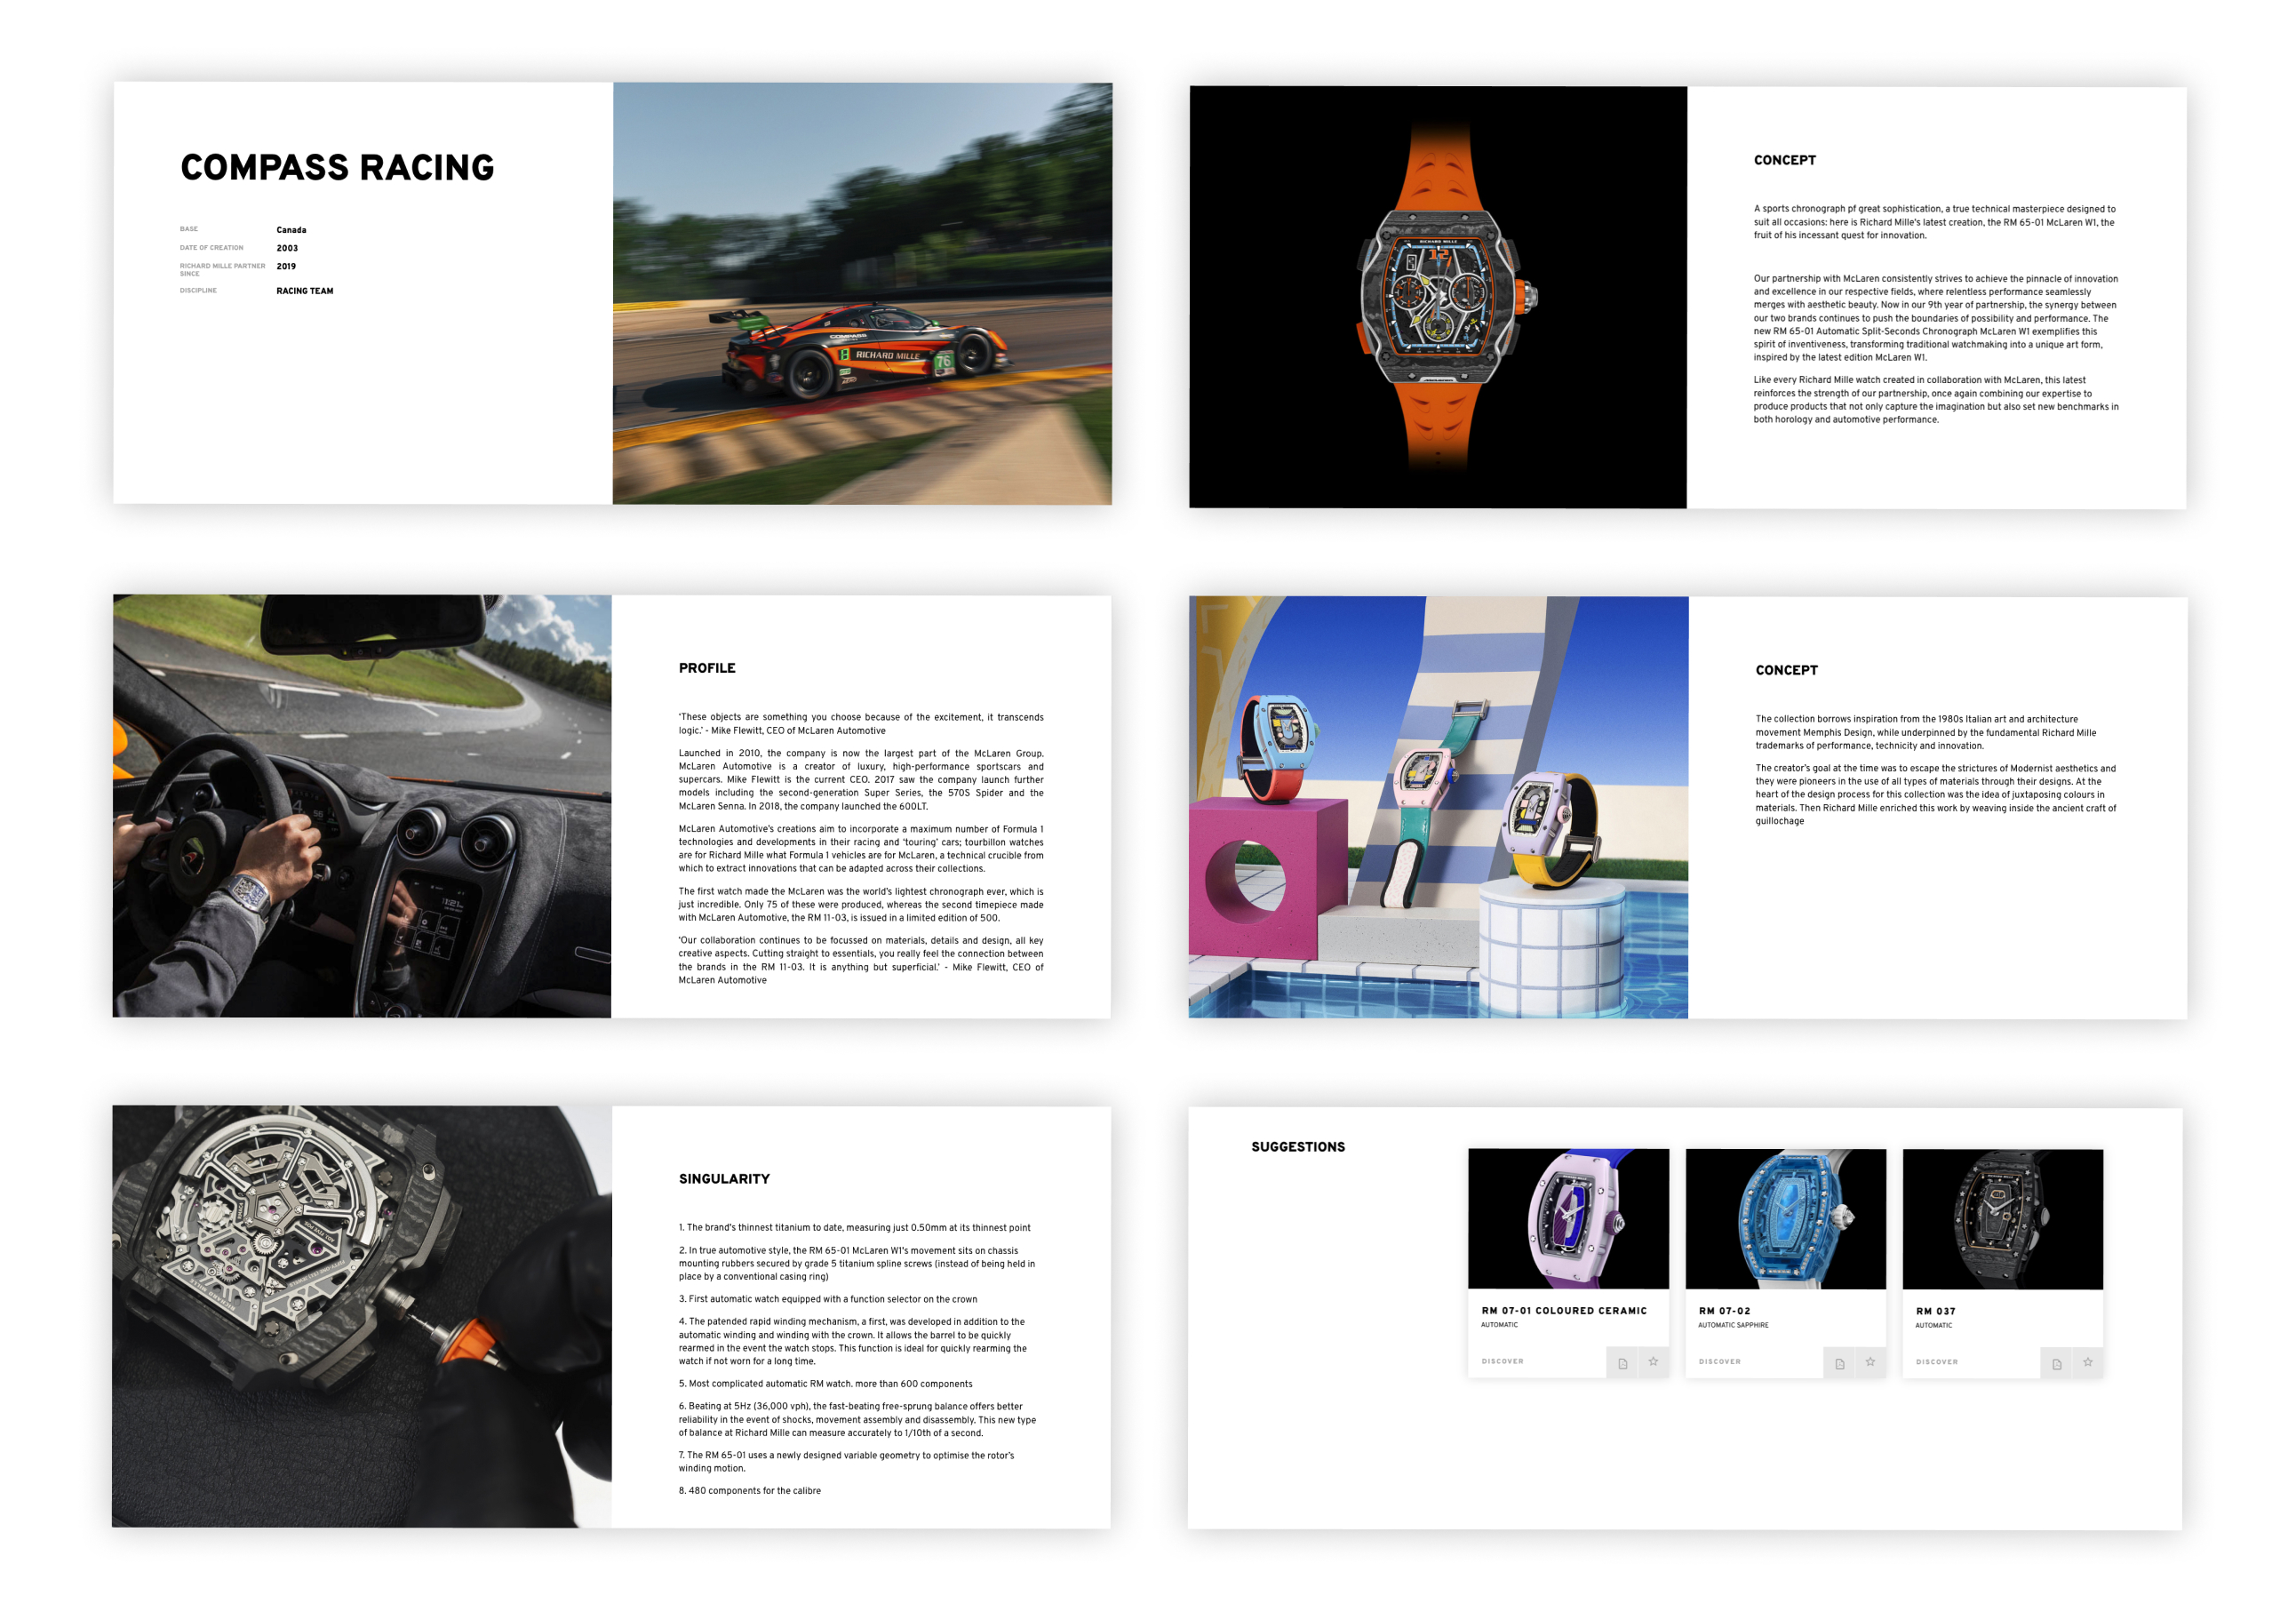 COMPASS RACING
BASE Canada
DATE OF CREATION 2003
RICHARD MILLE PARTNER SINCE 2019
DISCIPLINE RACING TEAM
COMPASS
RICHARD MILLE
76
RICHARD MILLE
12
CONCEPT
A sports chronograph pf great sophistication, a true technical masterpiece designed to
suit all occasions: here is Richard Mille's latest creation, the RM 65-01 McLaren W1, the
fruit of his incessant quest for innovation.
Our partnership with McLaren consistently strives to achieve the pinnacle of innovation
and excellence in our respective fields, where relentless performance seamlessly
merges with aesthetic beauty. Now in our 9th year of partnership, the synergy between
our two brands continues to push the boundaries of possibility and performance. The
new RM 65-01 Automatic Split-Seconds Chronograph McLaren W1 exemplifies this
spirit of inventiveness, transforming traditional watchmaking into a unique art form,
inspired by the latest edition McLaren W1.
Like every Richard Mille watch created in collaboration with McLaren, this latest
reinforces the strength of our partnership, once again combining our expertise to
produce products that not only capture the imagination but also set new benchmarks in
both horology and automotive performance.
PROFILE
'These objects are something you choose because of the excitement, it transcends
logic.' - Mike Flewitt, CEO of McLaren Automotive
Launched in 2010, the company is now the largest part of the McLaren Group.
McLaren Automotive is a creator of luxury, high-performance sportscars and
supercars. Mike Flewitt is the current CEO. 2017 saw the company launch further
models including the second-generation Super Series, the 570S Spider and the
McLaren Senna. In 2018, the company launched the 600LT.
McLaren Automotive's creations aim to incorporate a maximum number of Formula 1
technologies and developments in their racing and 'touring' cars; tourbillon watches
are for Richard Mille what Formula 1 vehicles are for McLaren, a technical crucible from
which to extract innovations that can be adapted across their collections.
The first watch made the McLaren was the world's lightest chronograph ever, which is
just incredible. Only 75 of these were produced, whereas the second timepiece made
with McLaren Automotive, the RM 11-03, is issued in a limited edition of 500.
'Our collaboration continues to be focussed on materials, details and design, all key
creative aspects. Cutting straight to essentials, you really feel the connection between
the brands in the RM 11-03. It is anything but superficial.' - Mike Flewitt, CEO of
McLaren Automotive
CONCEPT
The collection borrows inspiration from the 1980s Italian art and architecture
movement Memphis Design, while underpinned by the fundamental Richard Mille
trademarks of performance, technicity and innovation.
The creator's goal at the time was to escape the strictures of Modernist aesthetics and
they were pioneers in the use of all types of materials through their designs. At the
heart of the design process for this collection was the idea of juxtaposing colours in
materials. Then Richard Mille enriched this work by weaving inside the ancient craft of
guillochage
RICHARD MILLE
SINGULARITY
1. The brand's thinnest titanium to date, measuring just 0.50mm at its thinnest point
2. In true automotive style, the RM 65-01 McLaren W1's movement sits on chassis
mounting rubbers secured by grade 5 titanium spline screws (instead of being held in
place by a conventional casing ring)
3. First automatic watch equipped with a function selector on the crown
4. The patended rapid winding mechanism, a first, was developed in addition to the
automatic winding and winding with the crown. It allows the barrel to be quickly
rearmed in the event the watch stops. This function is ideal for quickly rearming the
watch if not worn for a long time.
5. Most complicated automatic RM watch. more than 600 components
6. Beating at 5Hz (36,000 vph), the fast-beating free-sprung balance offers better
reliability in the event of shocks, movement assembly and disassembly. This new type
of balance at Richard Mille can measure accurately to 1/10th of a second.
7. The RM 65-01 uses a newly designed variable geometry to optimise the rotor's
winding motion.
8. 480 components for the calibre
SUGGESTIONS
RM 07-01 COLOURED CERAMIC
AUTOMATIC
DISCOVER
RM 07-02
AUTOMATIC SAPPHIRE
DISCOVER
RM 037
AUTOMATIC
DISCOVER